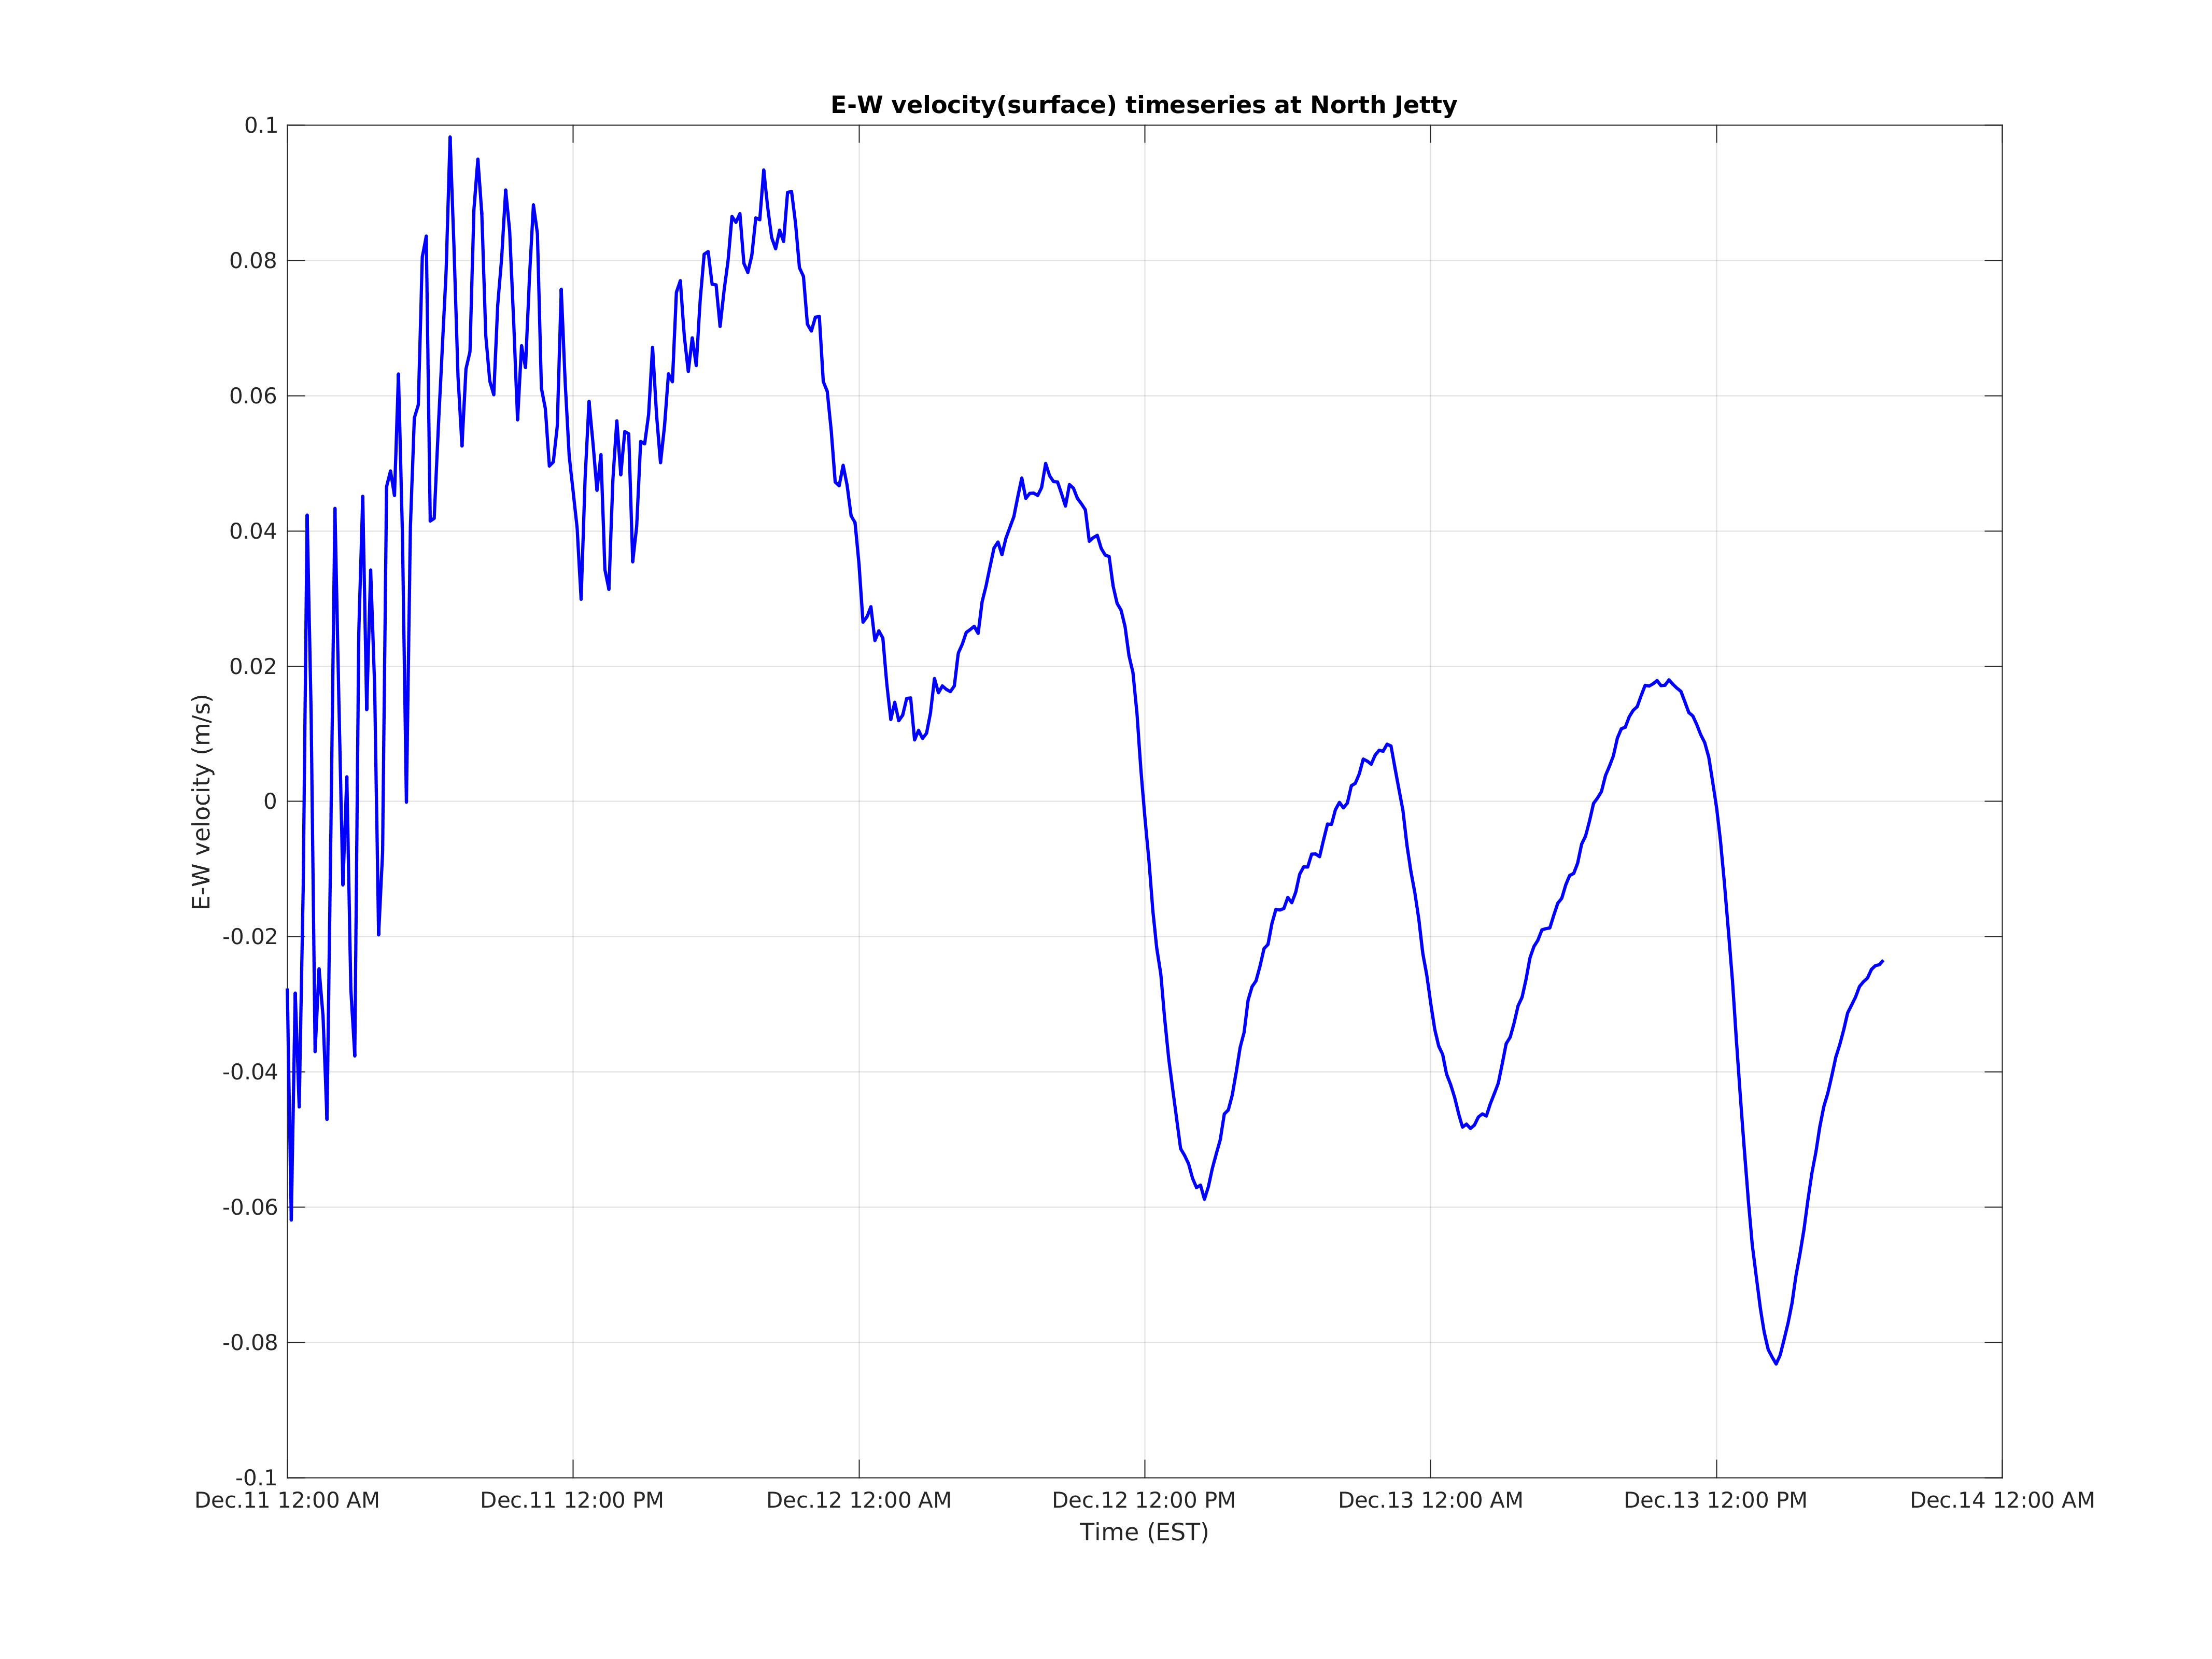 E-W velocity(surface) timeseries at North Jetty
0.1
0.08
0.06
0.04
0.02
0
-0.02
-0.04
-0.06
-0.08
-0.1
E-W velocity (m/s)
Dec.11 12:00 AM Dec.11 12:00 PM Dec.12 12:00 AM Dec.12 12:00 PM Dec.13 12:00 AM Dec.13 12:00 PM Dec.14 12:00 AM
Time (EST)